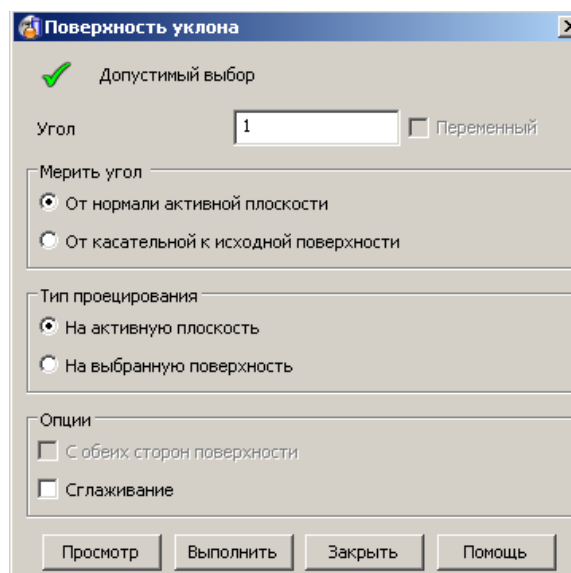 Поверхность уклона
Допустимый выбор
Угол 1 Переменный
Мерить угол
От нормали активной плоскости
От касательной к исходной поверхности
Тип проецирования
На активную плоскость
На выбранную поверхность
Опции
С обеих сторон поверхности
Сглаживание
Просмотр Выполнить Закрыть Помощь